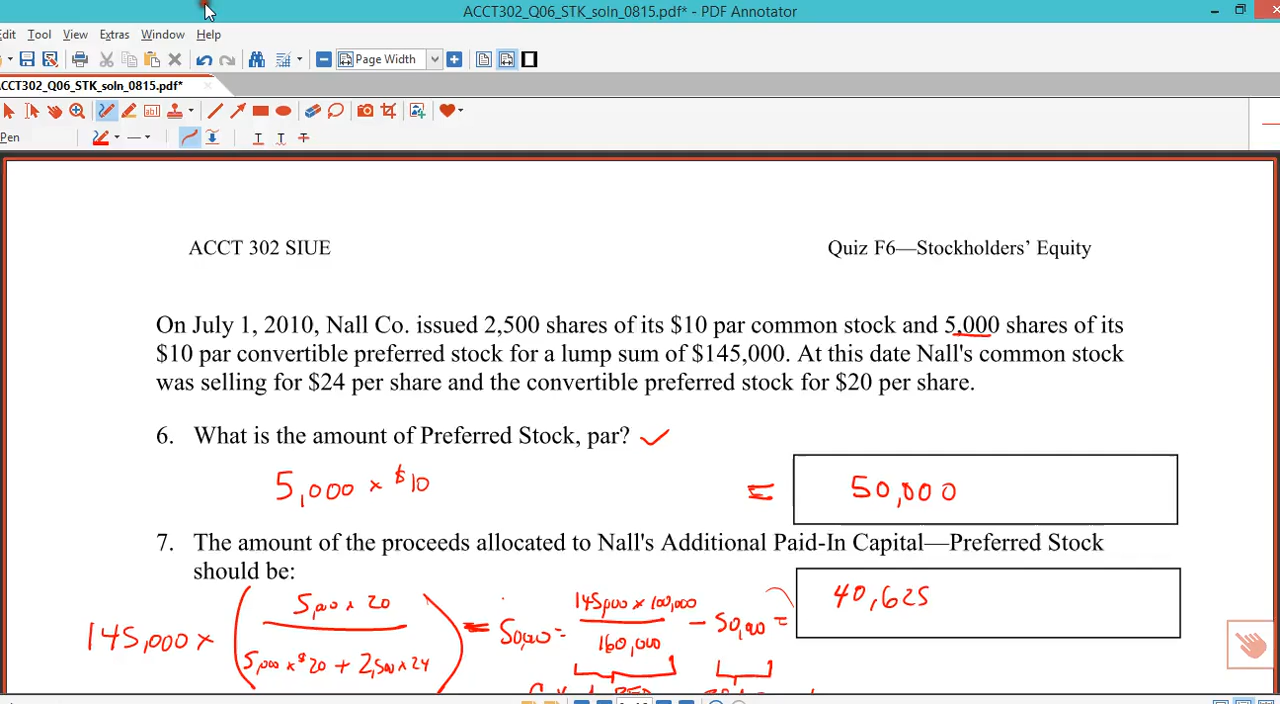 ACCT302_Q06_STK_soln_0815.pdf* - PDF Annotator
dit Tool View Extras Window Help
Page Width
CCT302_Q06_STK_soln_0815.pdf*
Pen
ACCT 302 SIUE
Quiz F6—Stockholders’ Equity
On July 1, 2010, Nall Co. issued 2,500 shares of its $10 par common stock and 5,000 shares of its
$10 par convertible preferred stock for a lump sum of $145,000. At this date Nall's common stock
was selling for $24 per share and the convertible preferred stock for $20 per share.
6. What is the amount of Preferred Stock, par? ✓
5,000 × $10 = 50,000
7. The amount of the proceeds allocated to Nall's Additional Paid-In Capital—Preferred Stock
should be:
40,625
5,000 × 20
145,000 × 100,000
145,000 ×
= 50,000 =
- 50,000 =
160,000
5,000 × $20 + 2,500 × 24